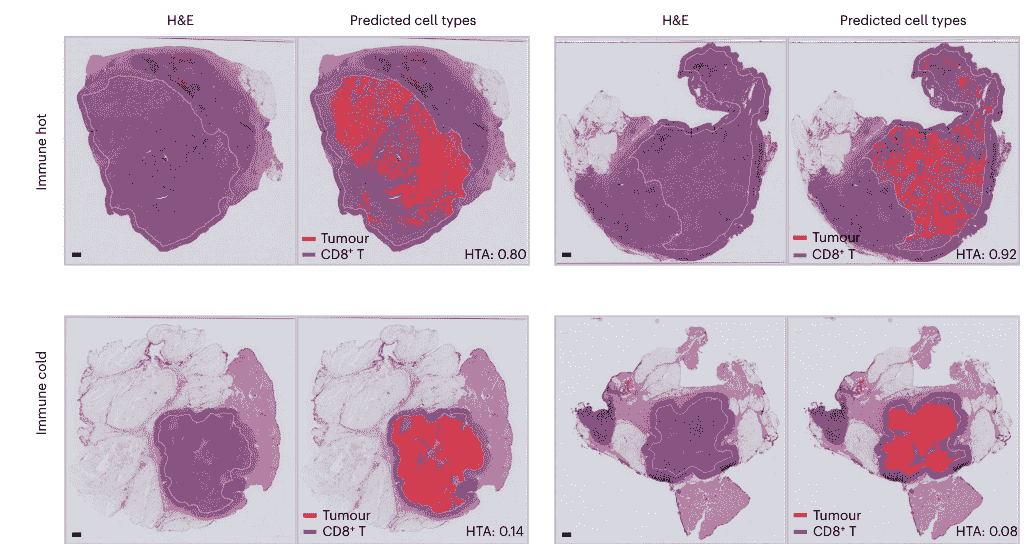 H&E
Predicted cell types
H&E
Predicted cell types
Immune hot
Tumour
CD8⁺ T
HTA: 0.80
Tumour
CD8⁺ T
HTA: 0.92
Immune cold
Tumour
CD8⁺ T
HTA: 0.14
Tumour
CD8⁺ T
HTA: 0.08